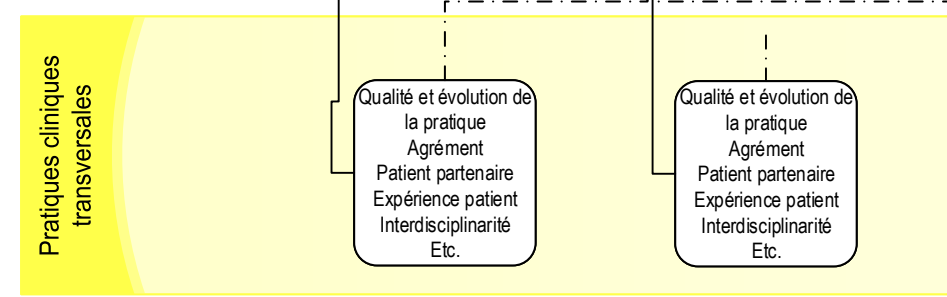 Pratiques cliniques
transversales
Qualité et évolution de
la pratique
Agrément
Patient partenaire
Expérience patient
Interdisciplinarité
Etc.
Qualité et évolution de
la pratique
Agrément
Patient partenaire
Expérience patient
Interdisciplinarité
Etc.